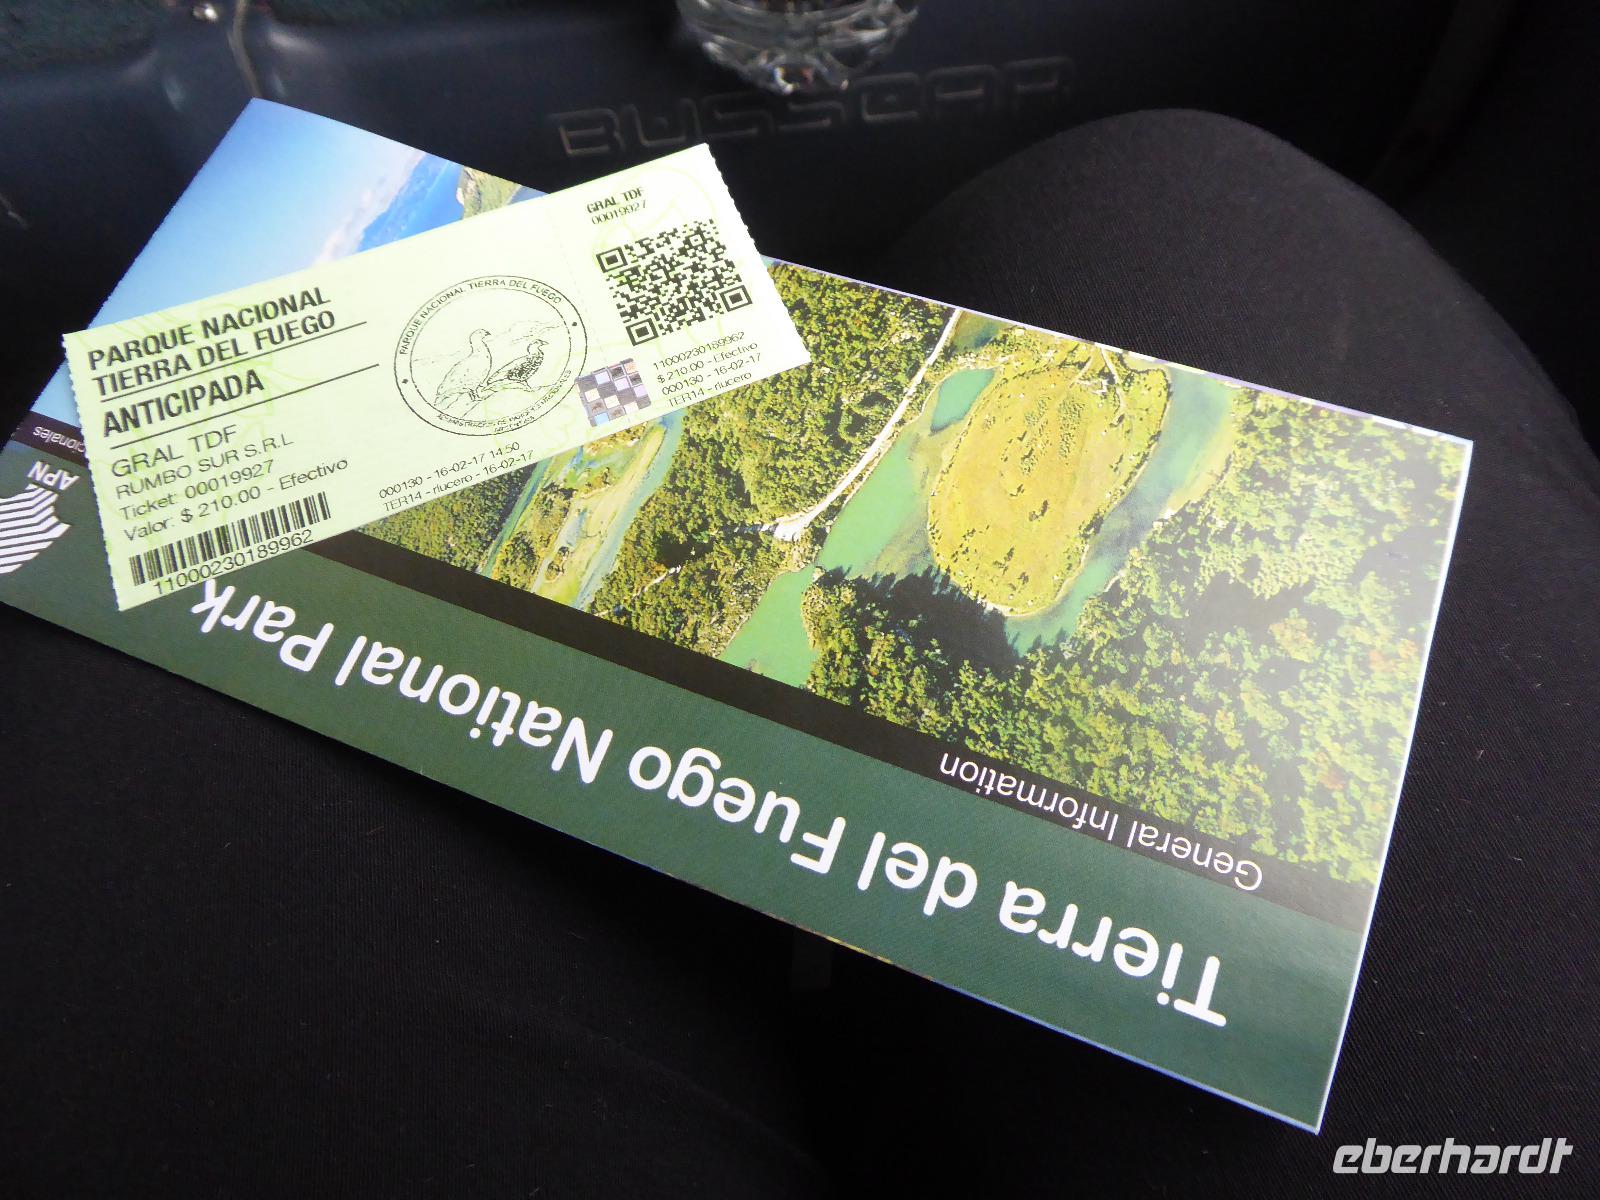 BUSSCAR
GRAL TDF
00019927
PARQUE NACIONAL
TIERRA DEL FUEGO
ANTICIPADA
GRAL TDF
RUMBO SUR S.R.L
Ticket: 00019927
Valor: $ 210.00 - Efectivo
11000230189962
PARQUE NACIONAL TIERRA DEL FUEGO
000130 - 16-02-17 14:50
TER14 - rlucero - 16-02-17
11000230189962
$ 210.00 - Efectivo
000130 - 16-02-17
TER14 - rlucero
APN
Tierra del Fuego National Park
General Information
eberhardt